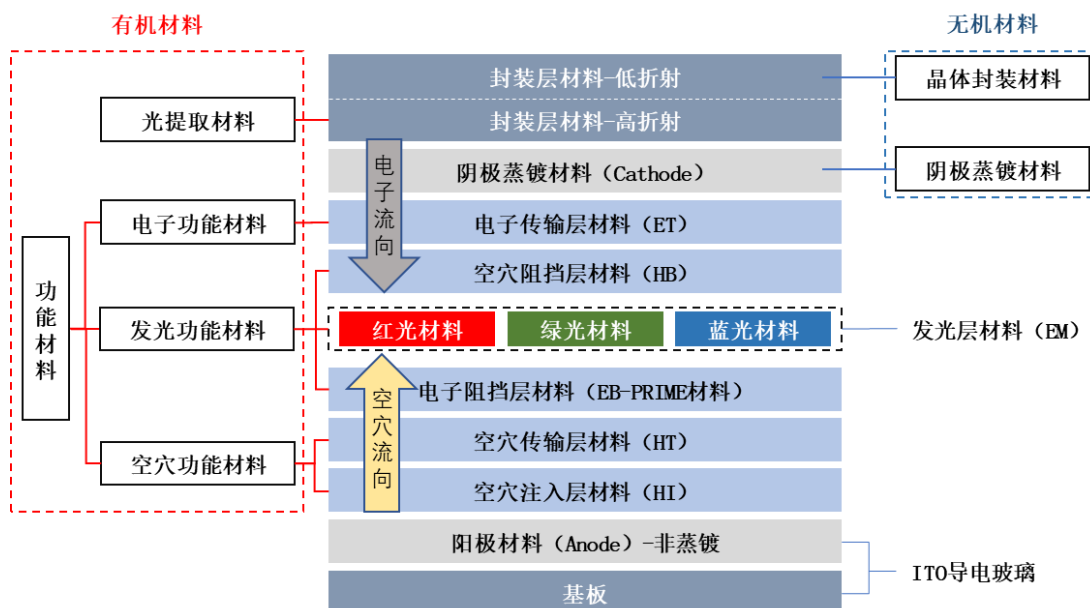 有机材料
无机材料
封装层材料-低折射
晶体封装材料
光提取材料
封装层材料-高折射
阴极蒸镀材料（Cathode）
阴极蒸镀材料
电子流向
电子功能材料
电子传输层材料（ET）
空穴阻挡层材料（HB）
功能材料
发光功能材料
红光材料
绿光材料
蓝光材料
发光层材料（EM）
电子阻挡层材料（EB-PRIME材料）
空穴流向
空穴功能材料
空穴传输层材料（HT）
空穴注入层材料（HI）
阳极材料（Anode）-非蒸镀
ITO导电玻璃
基板